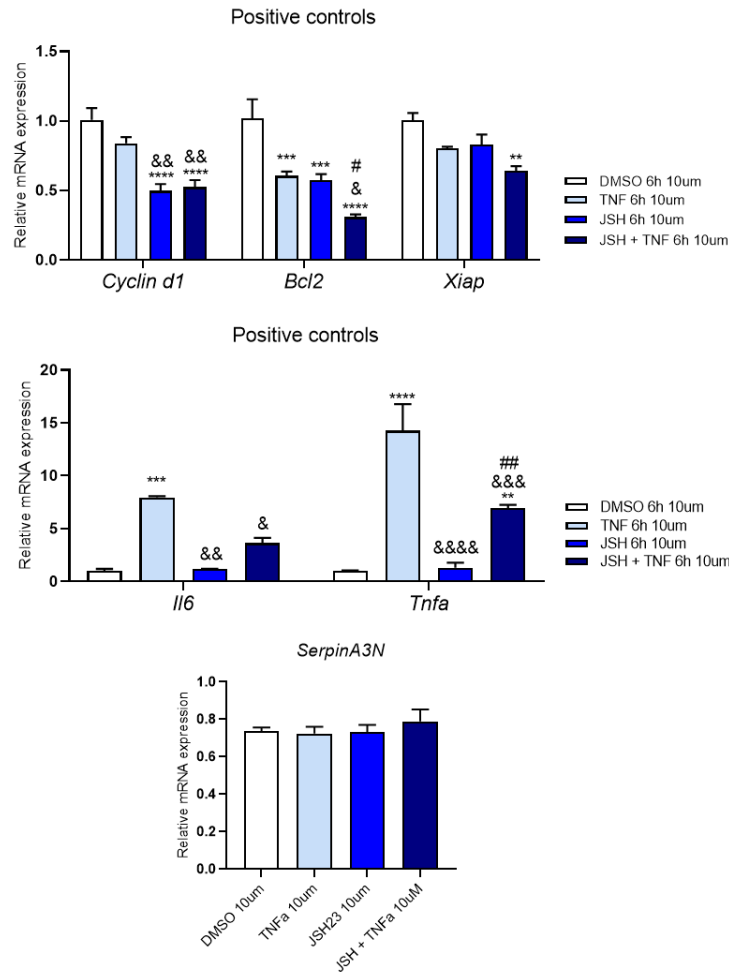 Positive controls
Relative mRNA expression
1.5
1.0
0.5
0.0
&& **** && ****
*** *** # & ****
**
Cyclin d1 Bcl2 Xiap
DMSO 6h 10um
TNF 6h 10um
JSH 6h 10um
JSH + TNF 6h 10um
Positive controls
Relative mRNA expression
20
15
10
5
0
*** && &
**** &&&& ## &&& **
Il6 Tnfa
DMSO 6h 10um
TNF 6h 10um
JSH 6h 10um
JSH + TNF 6h 10um
SerpinA3N
Relative mRNA expression
1.0
0.8
0.6
0.4
0.2
0.0
DMSO 10um
TNFa 10um
JSH23 10um
JSH + TNFa 10uM